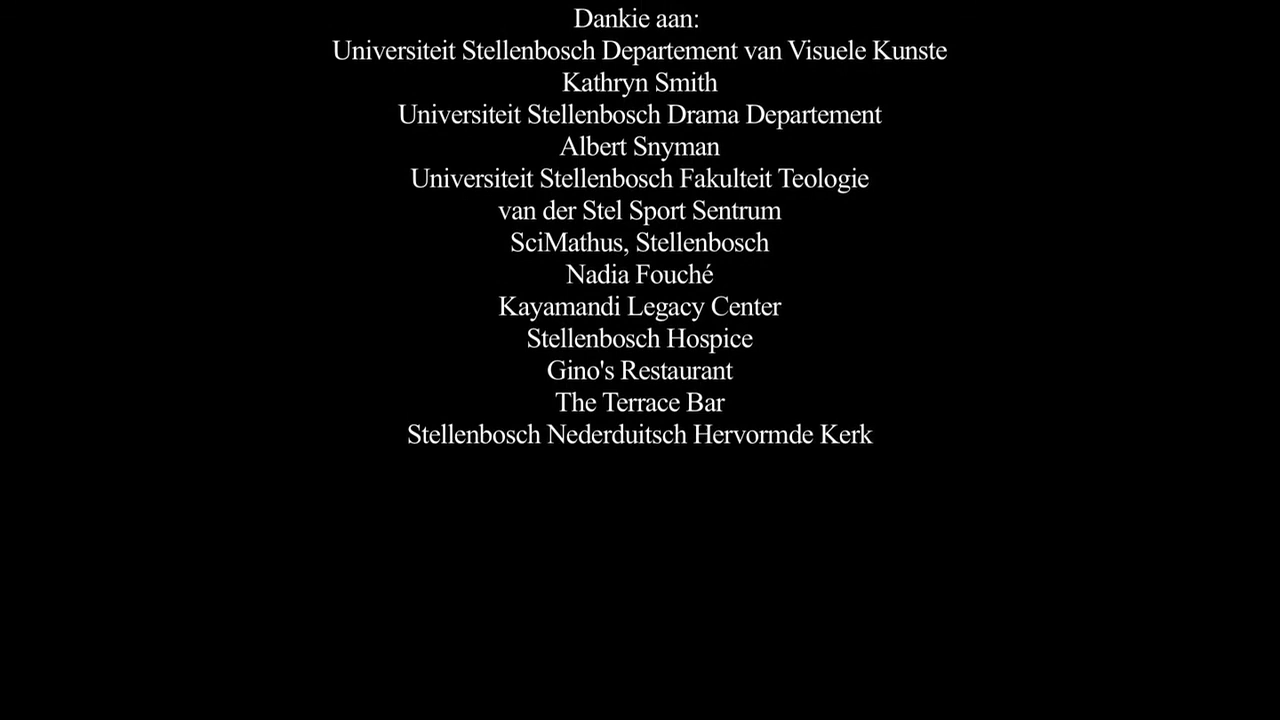 Dankie aan:
Universiteit Stellenbosch Departement van Visuele Kunste
Kathryn Smith
Universiteit Stellenbosch Drama Departement
Albert Snyman
Universiteit Stellenbosch Fakulteit Teologie
van der Stel Sport Sentrum
SciMathus, Stellenbosch
Nadia Fouché
Kayamandi Legacy Center
Stellenbosch Hospice
Gino's Restaurant
The Terrace Bar
Stellenbosch Nederduitsch Hervormde Kerk